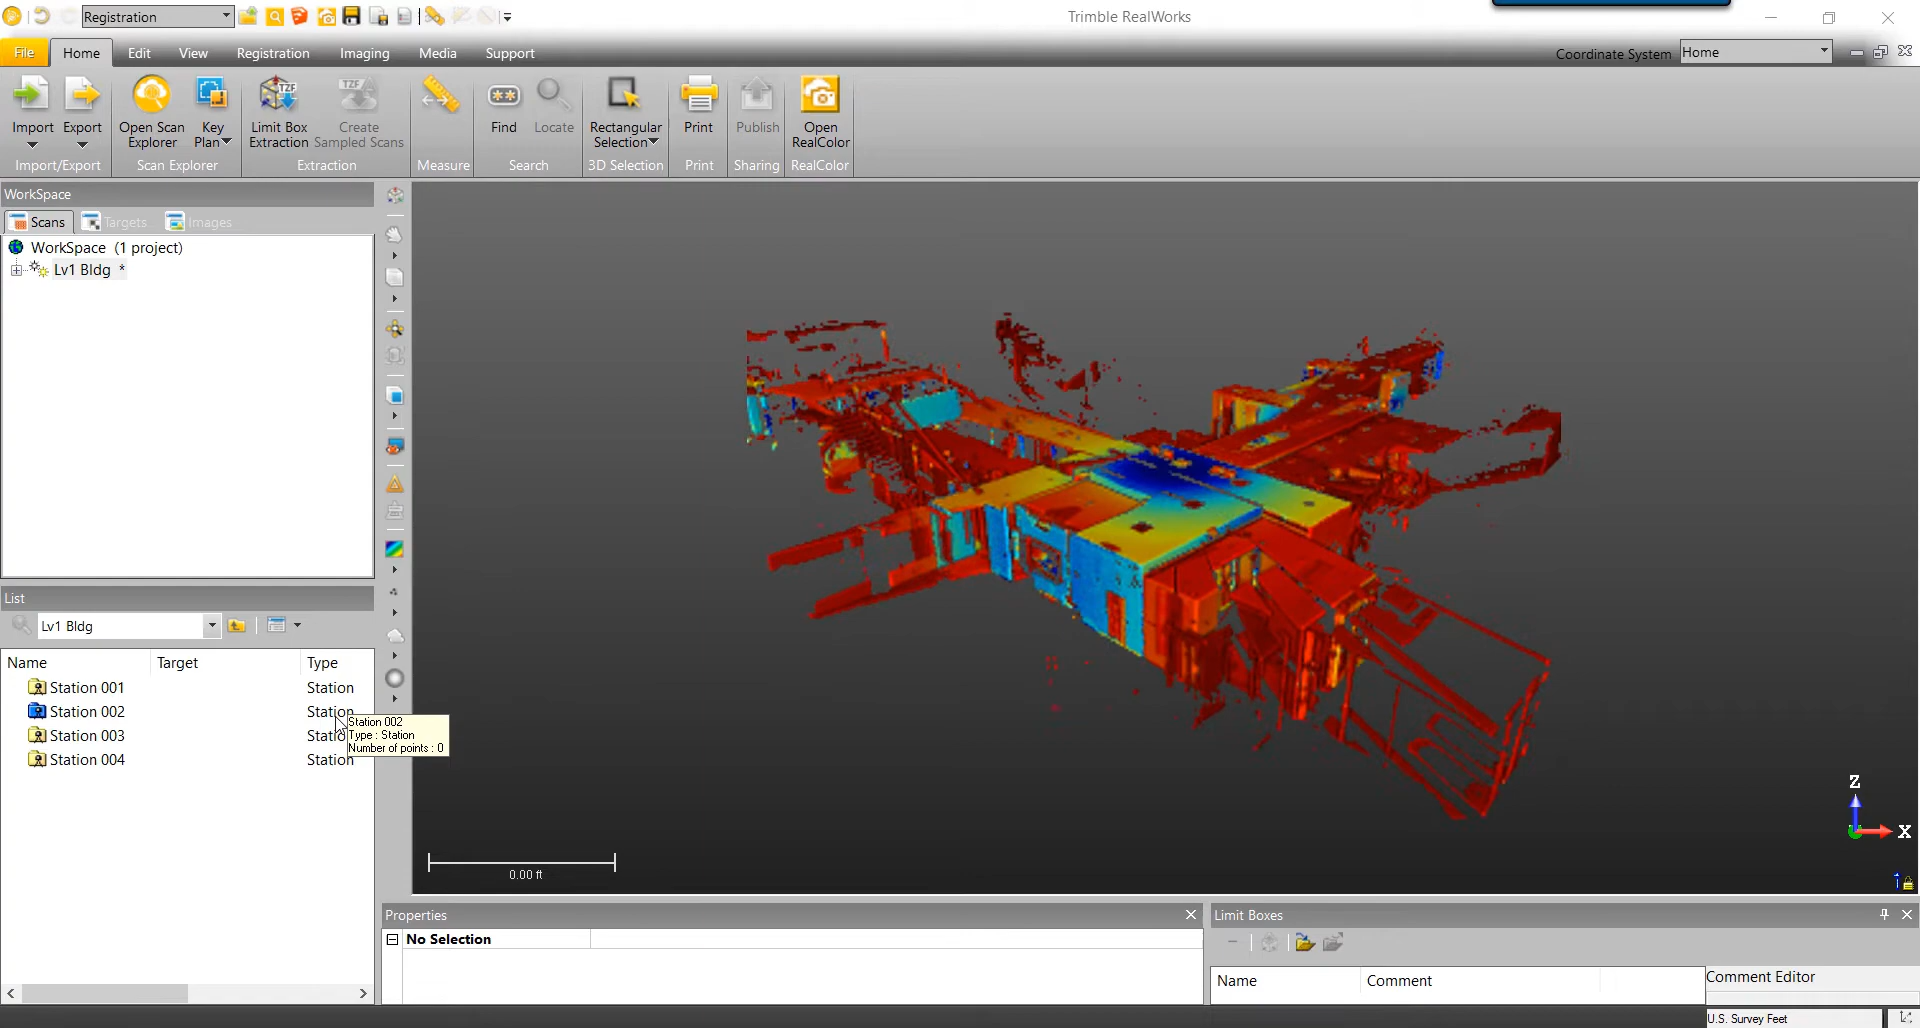 Registration
Trimble RealWorks
File Home Edit View Registration Imaging Media Support
Coordinate System Home
Import Export Open Scan Explorer Key Plan Limit Box Extraction Create Sampled Scans Find Locate Rectangular Selection Print Publish Open RealColor
Import/Export Scan Explorer Extraction Measure Search 3D Selection Print Sharing RealColor
WorkSpace
Scans Targets Images
WorkSpace (1 project)
Lv1 Bldg *
List
Lv1 Bldg
Name Target Type
Station 001 Station
Station 002 Station
Station 003 Statio
Station 004 Station
Station 002
Type : Station
Number of points : 0
0.00 ft
Z
X
Properties
No Selection
Limit Boxes
Name Comment Comment Editor
U.S. Survey Feet